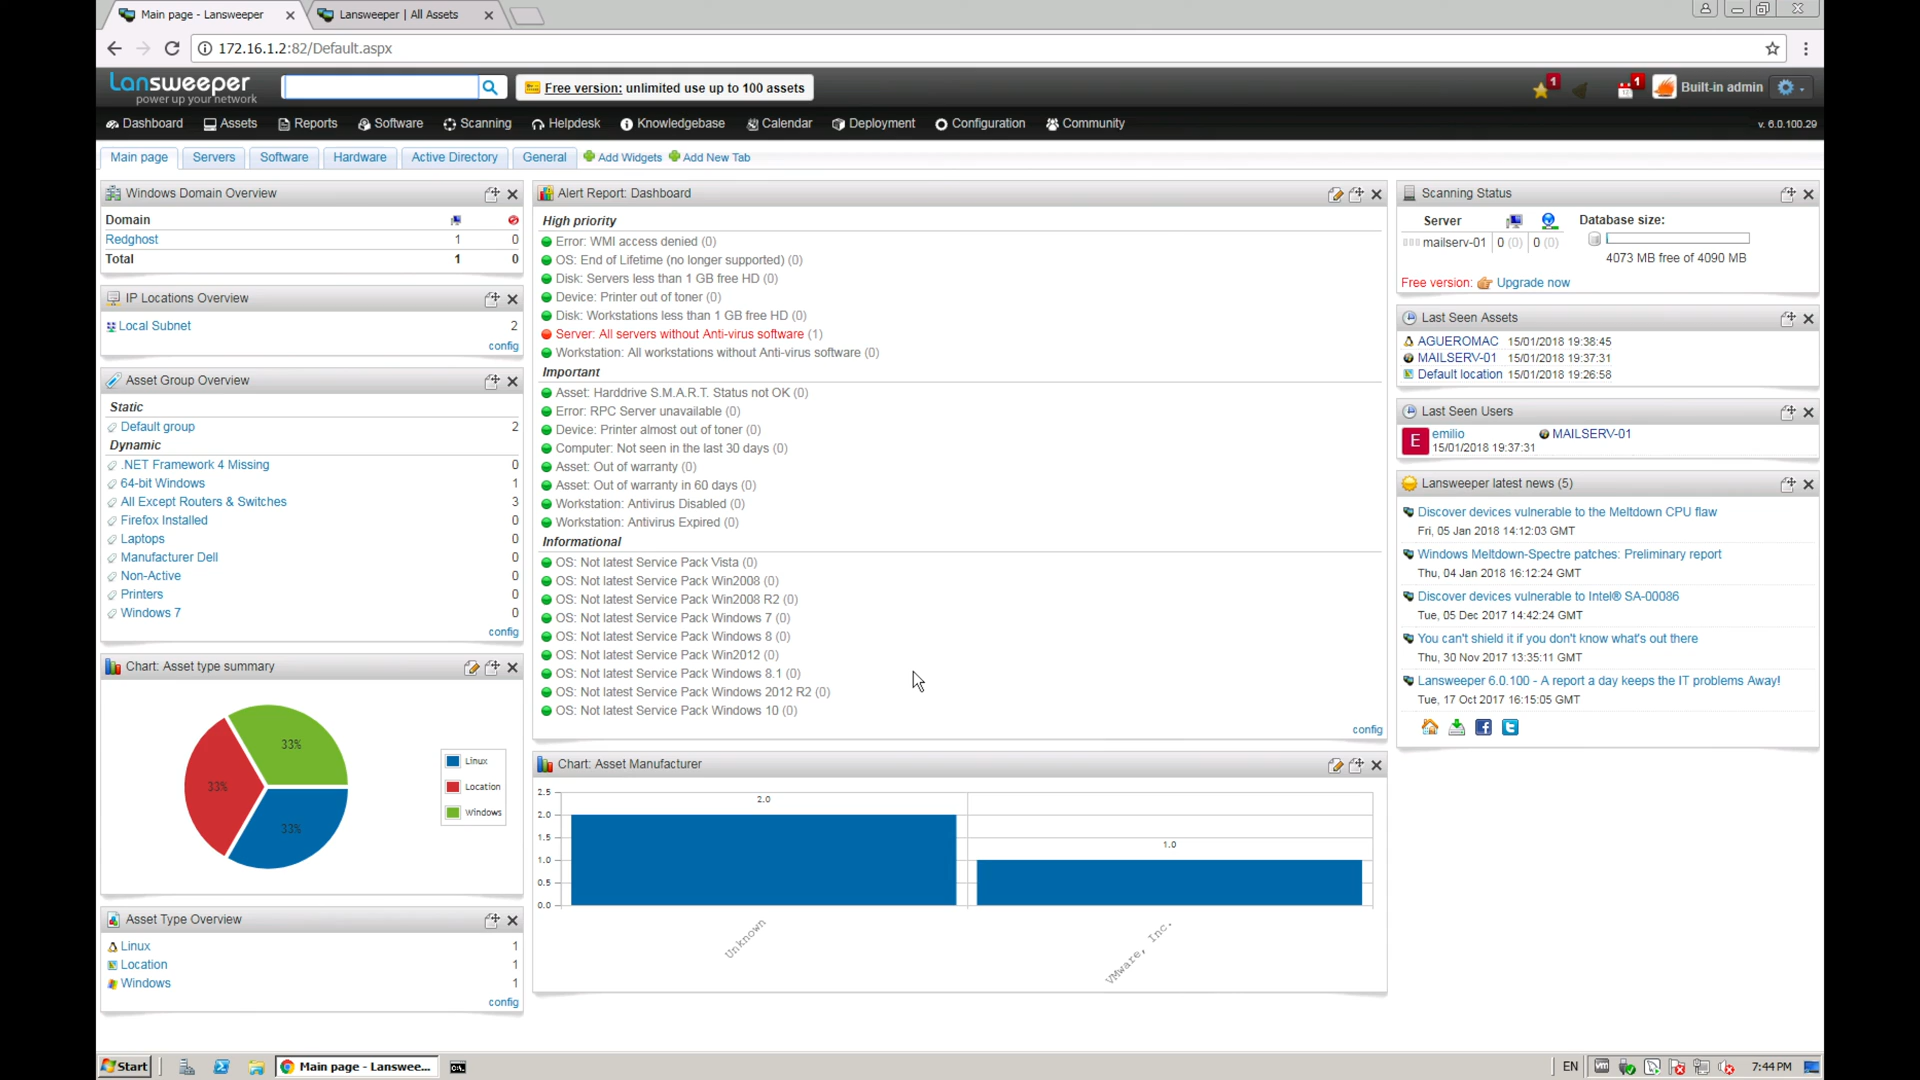 Main page - Lansweeper
Lansweeper | All Assets
172.16.1.2:82/Default.aspx
Lansweeper
power up your network
Free version: unlimited use up to 100 assets
1
1
Built-in admin
Dashboard
Assets
Reports
Software
Scanning
Helpdesk
Knowledgebase
Calendar
Deployment
Configuration
Community
v. 6.0.100.29
Main page
Servers
Software
Hardware
Active Directory
General
Add Widgets
Add New Tab
Windows Domain Overview
Domain
Redghost 1 0
Total 1 0
IP Locations Overview
Local Subnet 2
config
Asset Group Overview
Static
Default group 2
Dynamic
.NET Framework 4 Missing 0
64-bit Windows 1
All Except Routers & Switches 3
Firefox Installed 0
Laptops 0
Manufacturer Dell 0
Non-Active 0
Printers 0
Windows 7 0
config
Chart: Asset type summary
33%
33%
33%
Linux
Location
Windows
Asset Type Overview
Linux 1
Location 1
Windows 1
config
Alert Report: Dashboard
High priority
Error: WMI access denied (0)
OS: End of Lifetime (no longer supported) (0)
Disk: Servers less than 1 GB free HD (0)
Device: Printer out of toner (0)
Disk: Workstations less than 1 GB free HD (0)
Server: All servers without Anti-virus software (1)
Workstation: All workstations without Anti-virus software (0)
Important
Asset: Harddrive S.M.A.R.T. Status not OK (0)
Error: RPC Server unavailable (0)
Device: Printer almost out of toner (0)
Computer: Not seen in the last 30 days (0)
Asset: Out of warranty (0)
Asset: Out of warranty in 60 days (0)
Workstation: Antivirus Disabled (0)
Workstation: Antivirus Expired (0)
Informational
OS: Not latest Service Pack Vista (0)
OS: Not latest Service Pack Win2008 (0)
OS: Not latest Service Pack Win2008 R2 (0)
OS: Not latest Service Pack Windows 7 (0)
OS: Not latest Service Pack Windows 8 (0)
OS: Not latest Service Pack Win2012 (0)
OS: Not latest Service Pack Windows 8.1 (0)
OS: Not latest Service Pack Windows 2012 R2 (0)
OS: Not latest Service Pack Windows 10 (0)
config
Chart: Asset Manufacturer
2.5
2.0
1.5
1.0
0.5
0.0
2.0
1.0
Unknown
VMware, Inc.
Scanning Status
Server
mailserv-01 0 (0) 0 (0)
Database size:
4073 MB free of 4090 MB
Free version: Upgrade now
Last Seen Assets
AGUEROMAC 15/01/2018 19:38:45
MAILSERV-01 15/01/2018 19:37:31
Default location 15/01/2018 19:26:58
Last Seen Users
E
emilio MAILSERV-01
15/01/2018 19:37:31
Lansweeper latest news (5)
Discover devices vulnerable to the Meltdown CPU flaw
Fri, 05 Jan 2018 14:12:03 GMT
Windows Meltdown-Spectre patches: Preliminary report
Thu, 04 Jan 2018 16:12:24 GMT
Discover devices vulnerable to Intel® SA-00086
Tue, 05 Dec 2017 14:42:24 GMT
You can't shield it if you don't know what's out there
Thu, 30 Nov 2017 13:35:11 GMT
Lansweeper 6.0.100 - A report a day keeps the IT problems Away!
Tue, 17 Oct 2017 16:15:05 GMT
Start
Main page - Lanswee...
EN
7:44 PM